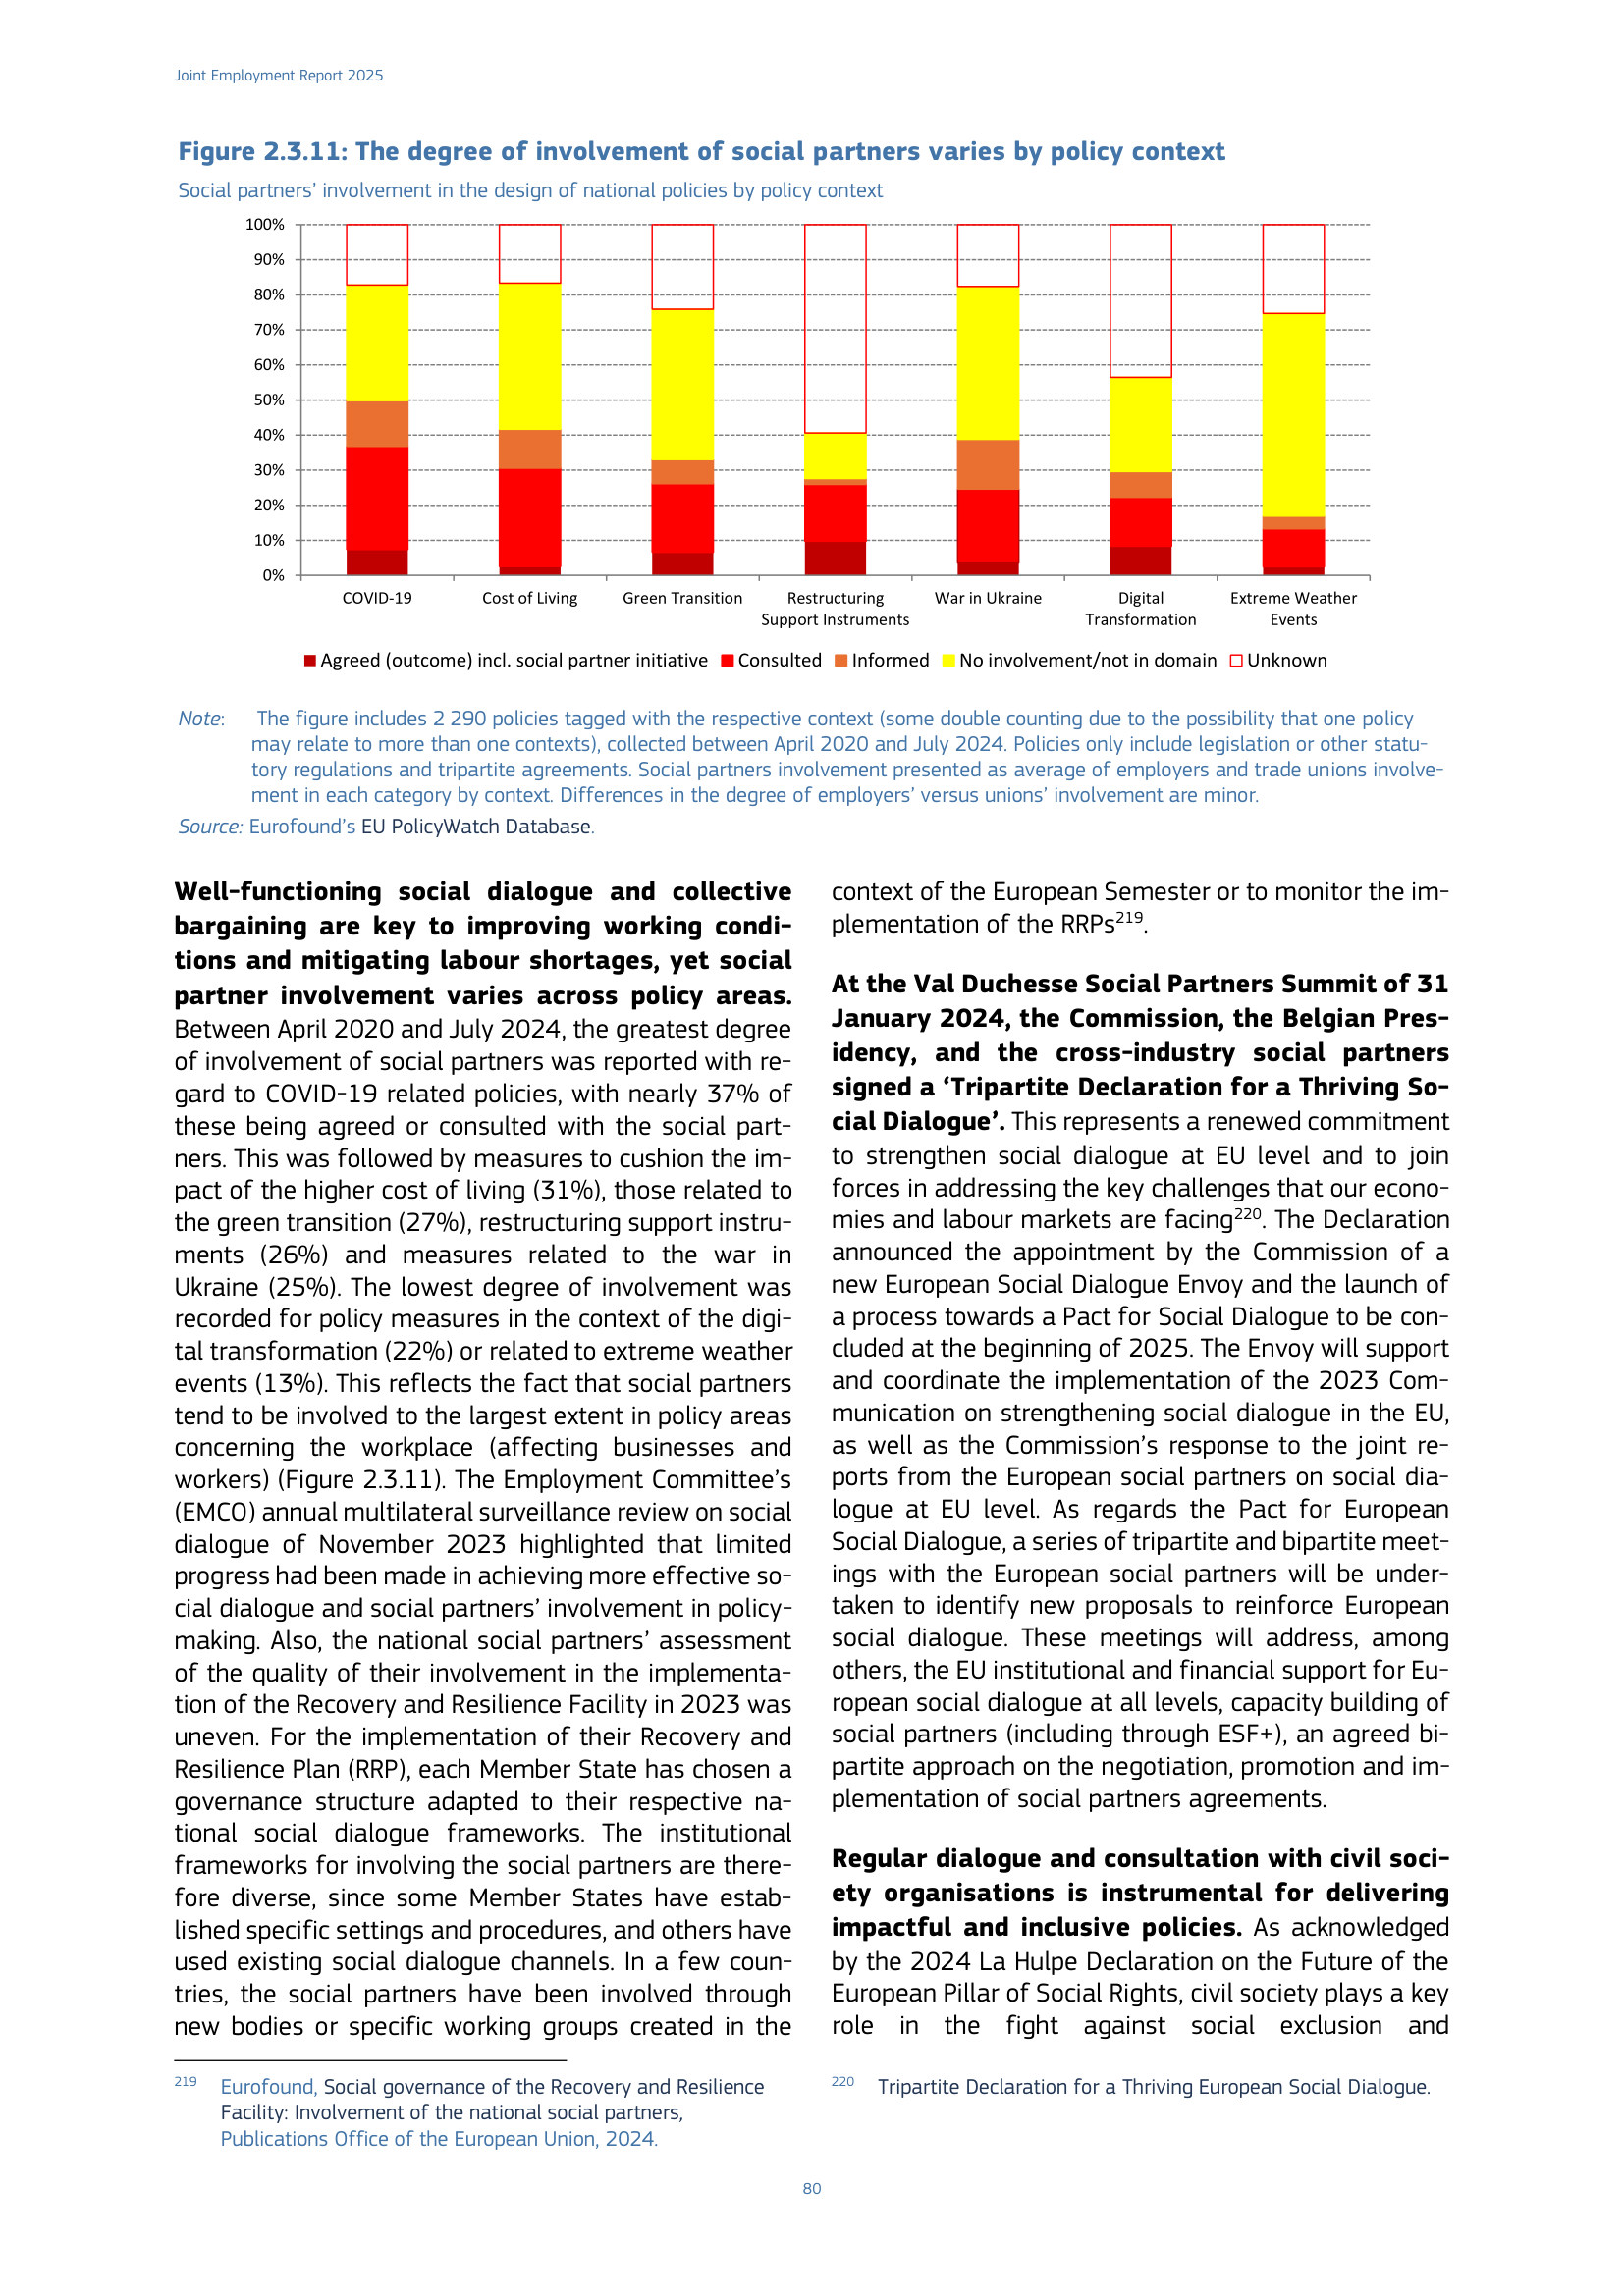 Joint Employment Report 2025
Figure 2.3.11: The degree of involvement of social partners varies by policy context
Social partners’ involvement in the design of national policies by policy context
100%
90%
80%
70%
60%
50%
40%
30%
20%
10%
0%
COVID-19
Cost of Living
Green Transition
Restructuring
Support Instruments
War in Ukraine
Digital
Transformation
Extreme Weather
Events
Agreed (outcome) incl. social partner initiative Consulted Informed No involvement/not in domain Unknown
Note: The figure includes 2 290 policies tagged with the respective context (some double counting due to the possibility that one policy
may relate to more than one contexts), collected between April 2020 and July 2024. Policies only include legislation or other statu-
tory regulations and tripartite agreements. Social partners involvement presented as average of employers and trade unions involve-
ment in each category by context. Differences in the degree of employers’ versus unions’ involvement are minor.
Source: Eurofound’s EU PolicyWatch Database.
Well-functioning social dialogue and collective
bargaining are key to improving working condi-
tions and mitigating labour shortages, yet social
partner involvement varies across policy areas.
Between April 2020 and July 2024, the greatest degree
of involvement of social partners was reported with re-
gard to COVID-19 related policies, with nearly 37% of
these being agreed or consulted with the social part-
ners. This was followed by measures to cushion the im-
pact of the higher cost of living (31%), those related to
the green transition (27%), restructuring support instru-
ments (26%) and measures related to the war in
Ukraine (25%). The lowest degree of involvement was
recorded for policy measures in the context of the digi-
tal transformation (22%) or related to extreme weather
events (13%). This reflects the fact that social partners
tend to be involved to the largest extent in policy areas
concerning the workplace (affecting businesses and
workers) (Figure 2.3.11). The Employment Committee’s
(EMCO) annual multilateral surveillance review on social
dialogue of November 2023 highlighted that limited
progress had been made in achieving more effective so-
cial dialogue and social partners’ involvement in policy-
making. Also, the national social partners’ assessment
of the quality of their involvement in the implementa-
tion of the Recovery and Resilience Facility in 2023 was
uneven. For the implementation of their Recovery and
Resilience Plan (RRP), each Member State has chosen a
governance structure adapted to their respective na-
tional social dialogue frameworks. The institutional
frameworks for involving the social partners are there-
fore diverse, since some Member States have estab-
lished specific settings and procedures, and others have
used existing social dialogue channels. In a few coun-
tries, the social partners have been involved through
new bodies or specific working groups created in the
context of the European Semester or to monitor the im-
plementation of the RRPs219.
At the Val Duchesse Social Partners Summit of 31
January 2024, the Commission, the Belgian Pres-
idency, and the cross-industry social partners
signed a ‘Tripartite Declaration for a Thriving So-
cial Dialogue’. This represents a renewed commitment
to strengthen social dialogue at EU level and to join
forces in addressing the key challenges that our econo-
mies and labour markets are facing220. The Declaration
announced the appointment by the Commission of a
new European Social Dialogue Envoy and the launch of
a process towards a Pact for Social Dialogue to be con-
cluded at the beginning of 2025. The Envoy will support
and coordinate the implementation of the 2023 Com-
munication on strengthening social dialogue in the EU,
as well as the Commission’s response to the joint re-
ports from the European social partners on social dia-
logue at EU level. As regards the Pact for European
Social Dialogue, a series of tripartite and bipartite meet-
ings with the European social partners will be under-
taken to identify new proposals to reinforce European
social dialogue. These meetings will address, among
others, the EU institutional and financial support for Eu-
ropean social dialogue at all levels, capacity building of
social partners (including through ESF+), an agreed bi-
partite approach on the negotiation, promotion and im-
plementation of social partners agreements.
Regular dialogue and consultation with civil soci-
ety organisations is instrumental for delivering
impactful and inclusive policies. As acknowledged
by the 2024 La Hulpe Declaration on the Future of the
European Pillar of Social Rights, civil society plays a key
role in the fight against social exclusion and
219 Eurofound, Social governance of the Recovery and Resilience
Facility: Involvement of the national social partners,
Publications Office of the European Union, 2024.
220 Tripartite Declaration for a Thriving European Social Dialogue.
80